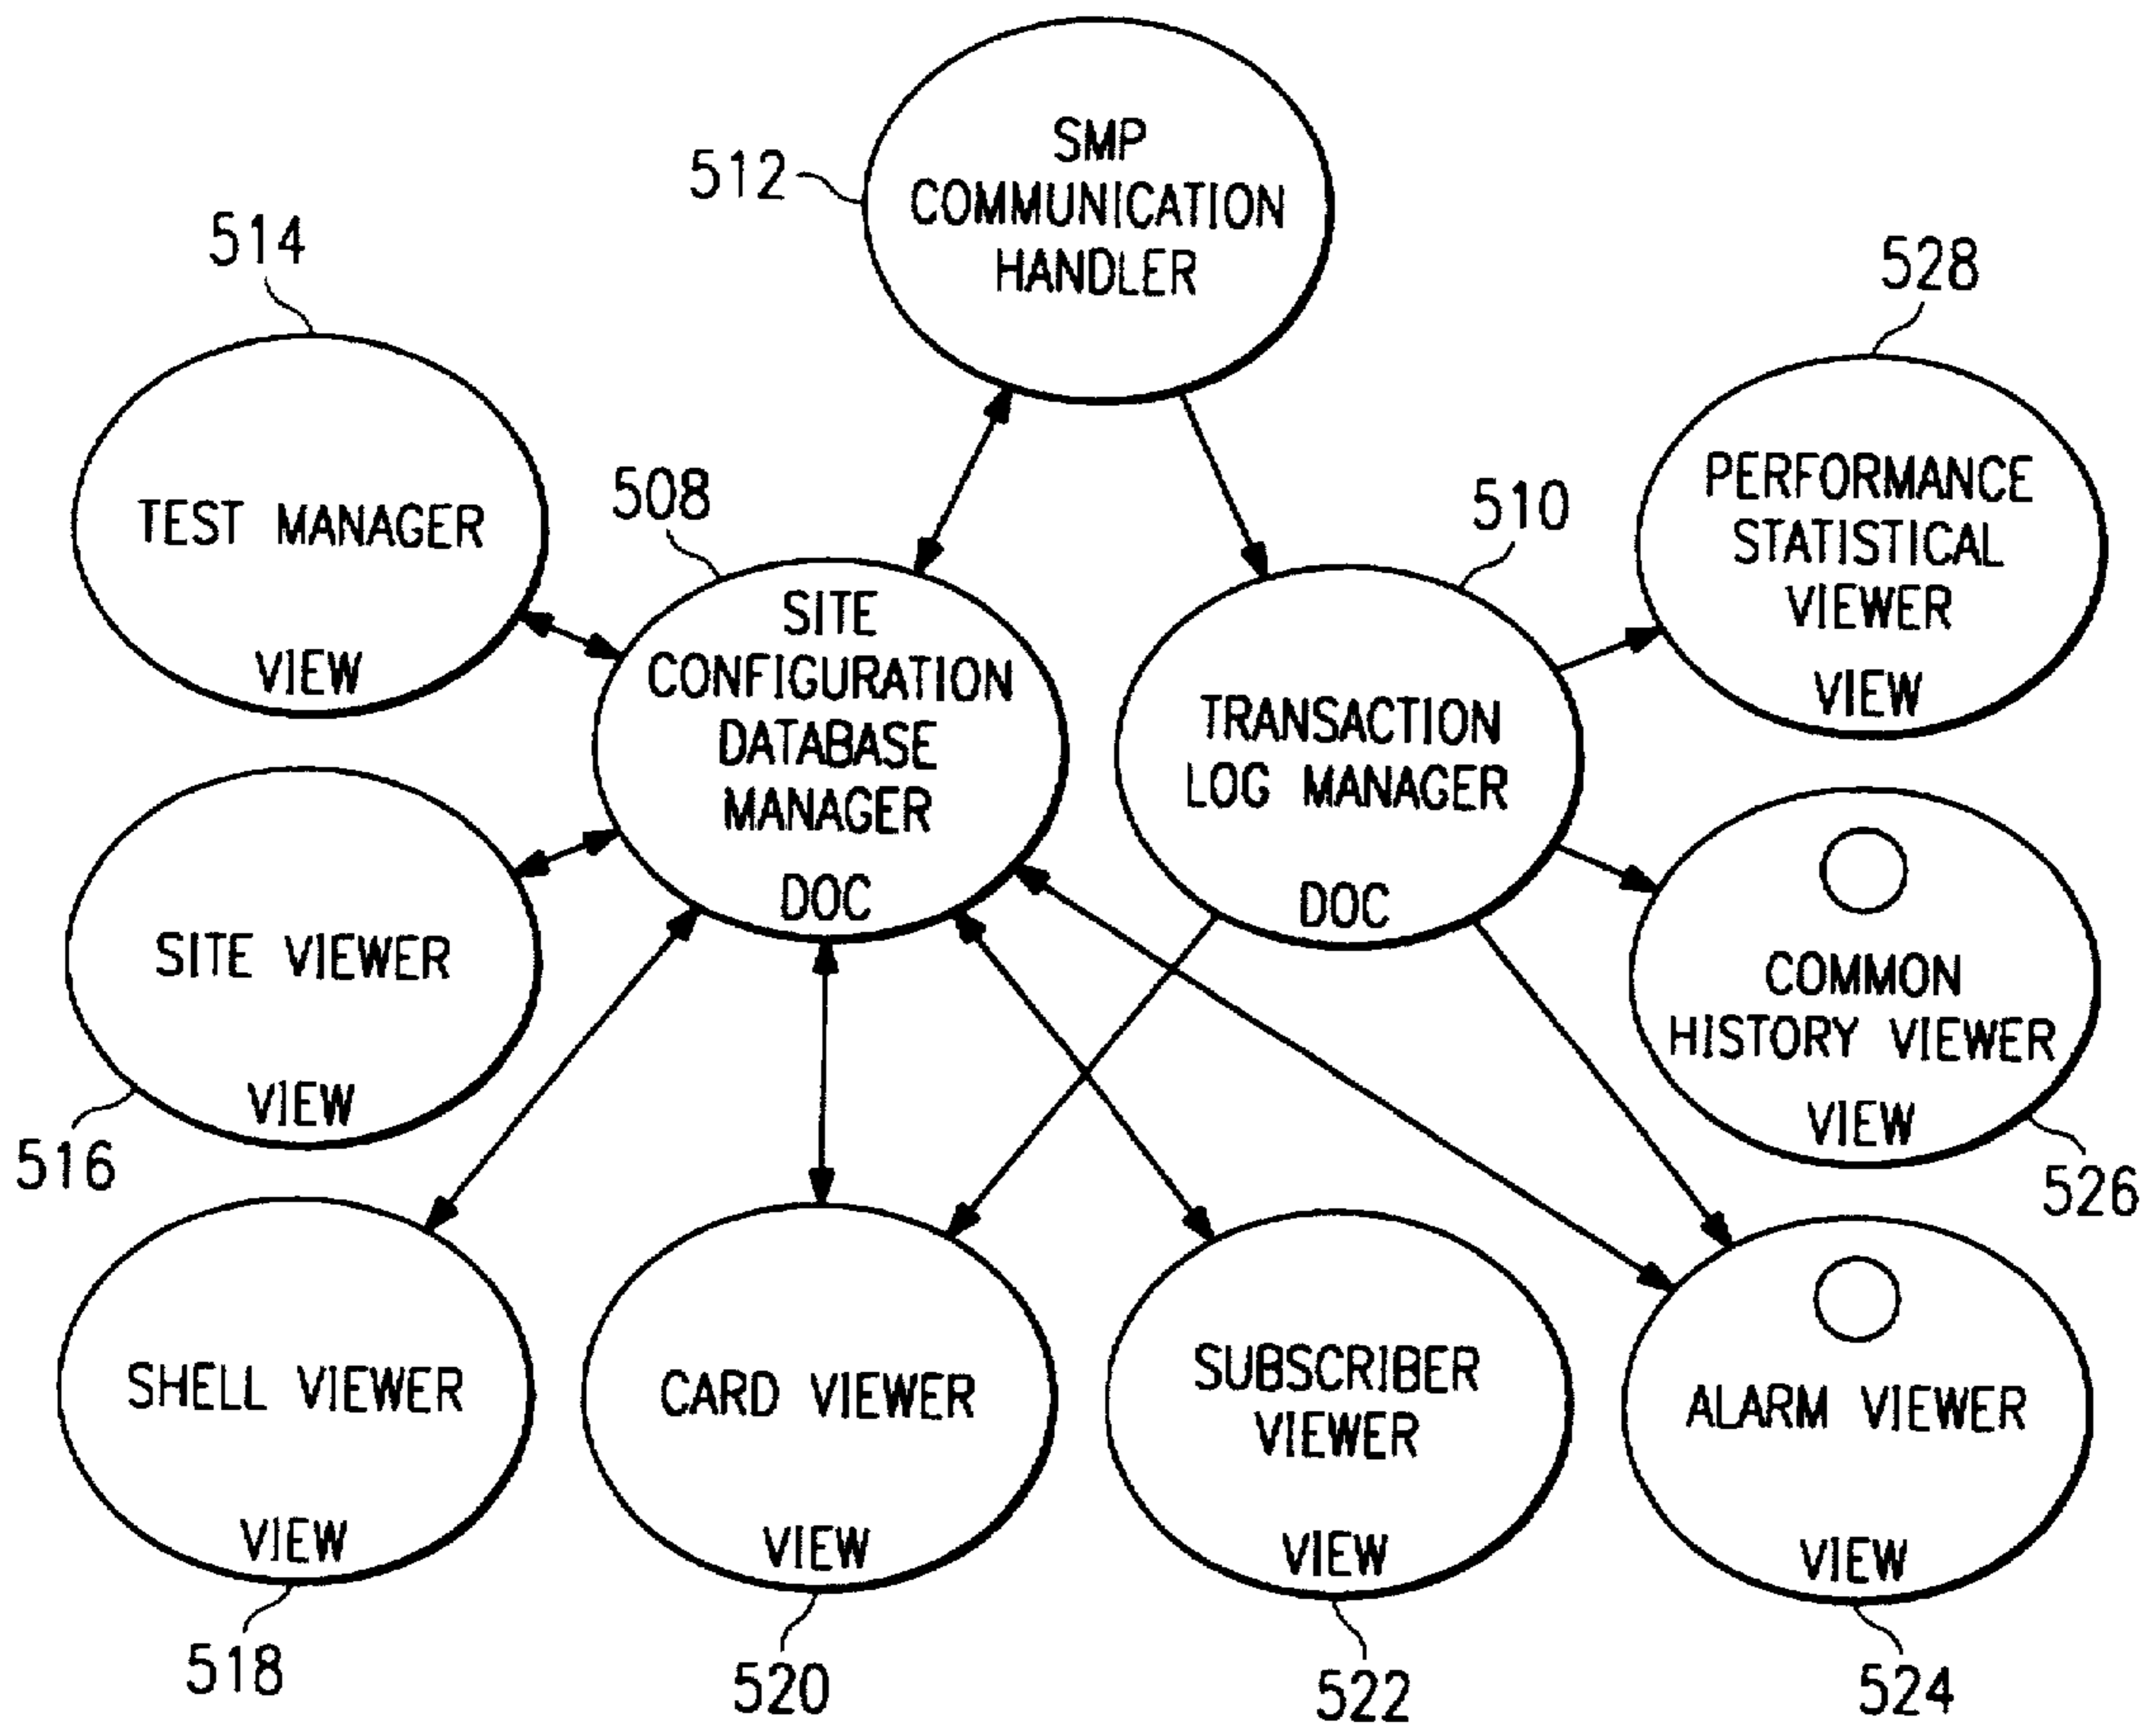 512
SMP
COMMUNICATION
HANDLER
514
TEST MANAGER
VIEW
508
SITE
CONFIGURATION
DATABASE
MANAGER
DOC
510
TRANSACTION
LOG MANAGER
DOC
528
PERFORMANCE
STATISTICAL
VIEWER
VIEW
SITE VIEWER
VIEW
516
COMMON
HISTORY VIEWER
VIEW
526
SHELL VIEWER
VIEW
518
CARD VIEWER
VIEW
520
SUBSCRIBER
VIEWER
VIEW
522
ALARM VIEWER
VIEW
524